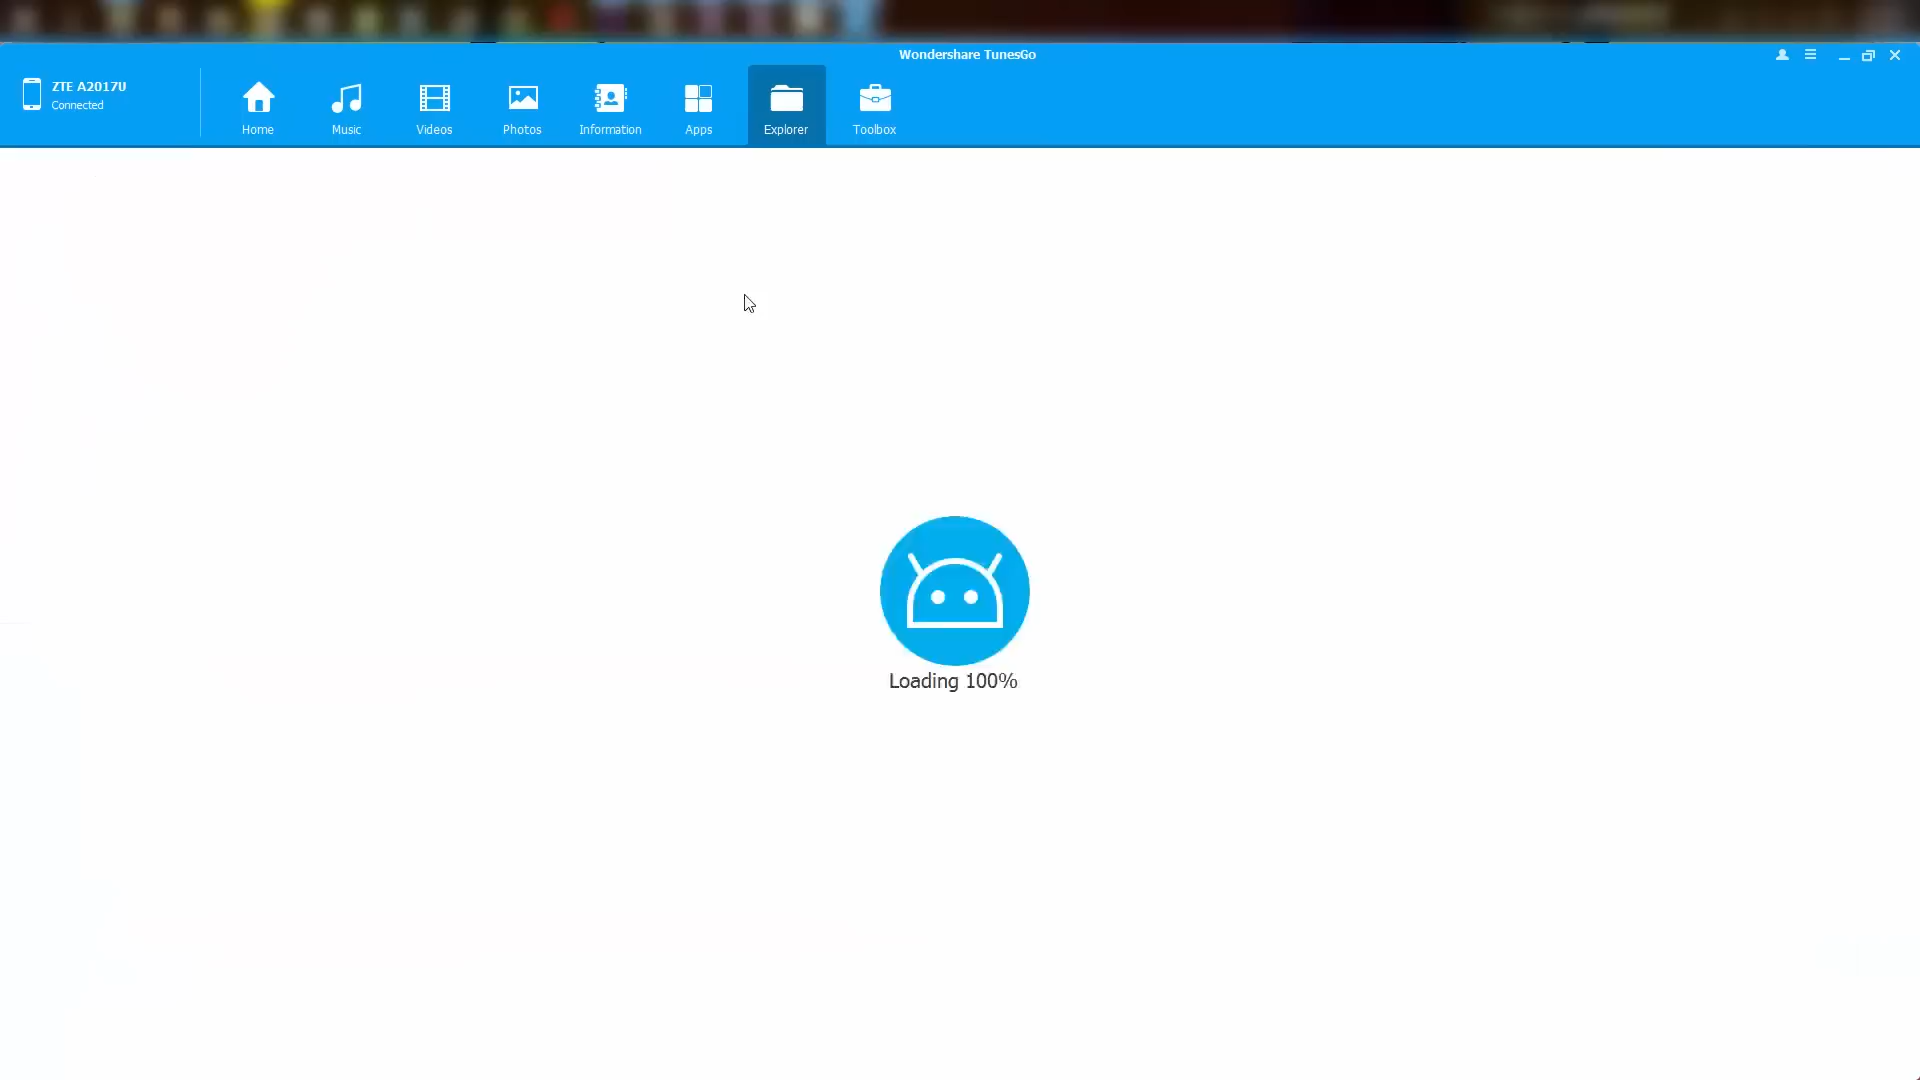 Wondershare TunesGo
ZTE A2017U
Connected
Home
Music
Videos
Photos
Information
Apps
Explorer
Toolbox
Loading 100%